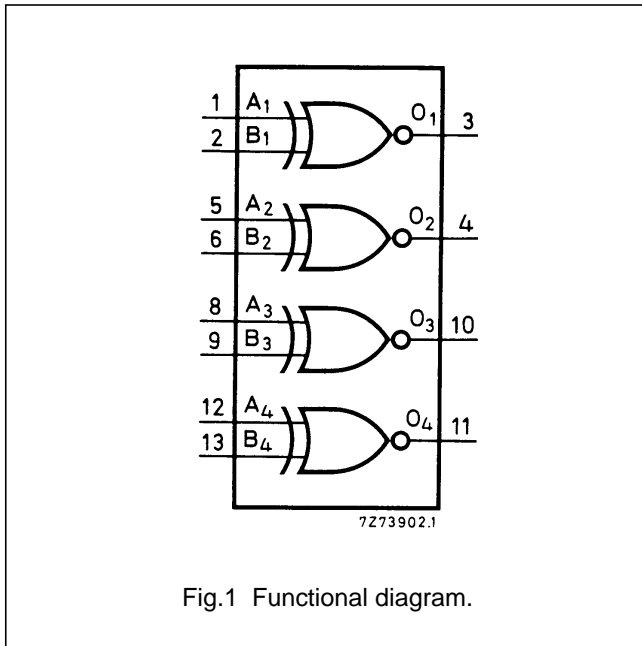 1 A1 O1 3
2 B1
5 A2 O2 4
6 B2
8 A3 O3 10
9 B3
12 A4 O4 11
13 B4
7Z73902.1
Fig.1 Functional diagram.